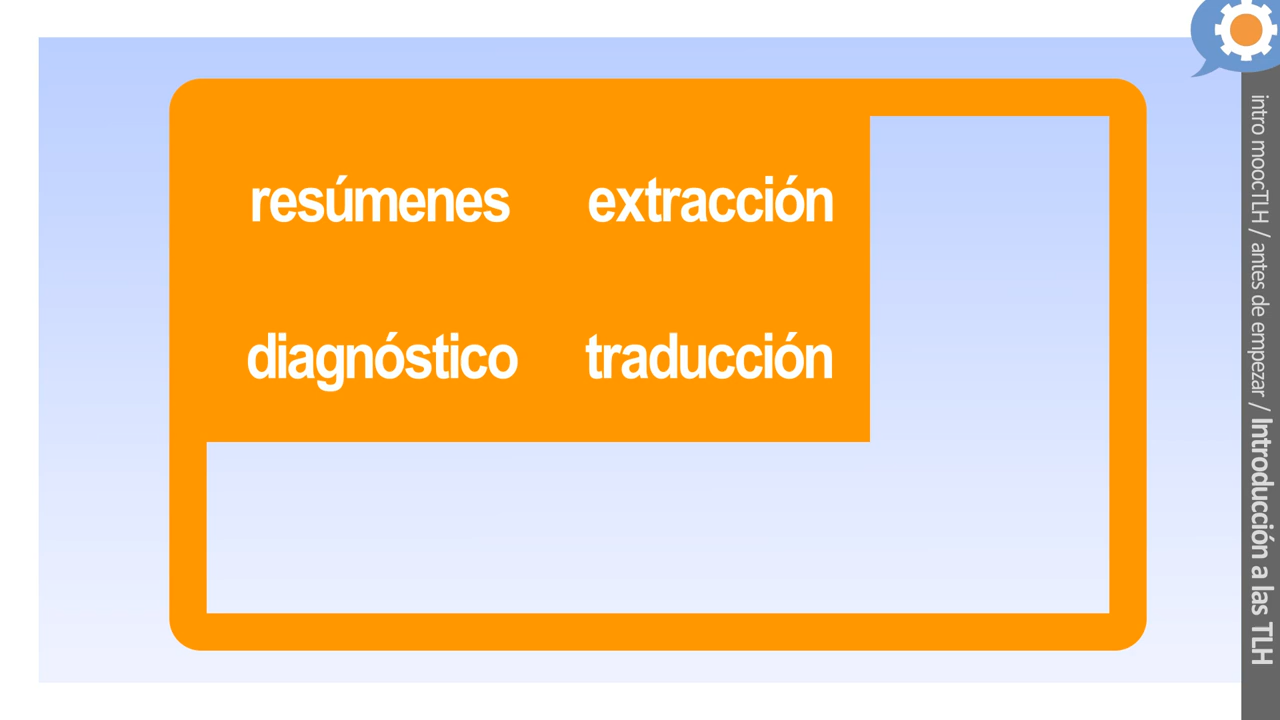 resúmenes extracción
diagnóstico traducción
intro moocTLH / antes de empezar / Introducción a las TLH